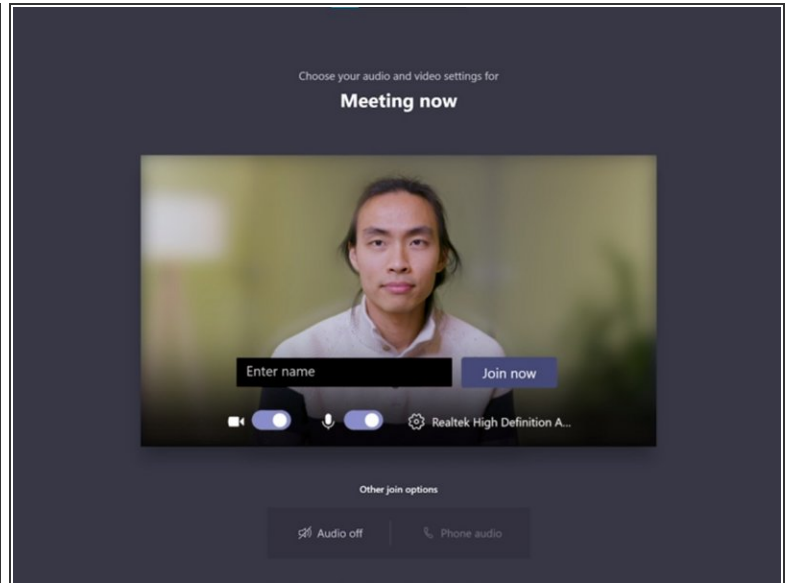 Choose your audio and video settings for
Meeting now
Enter name
Join now
Realtek High Definition A...
Other join options
Audio off
Phone audio